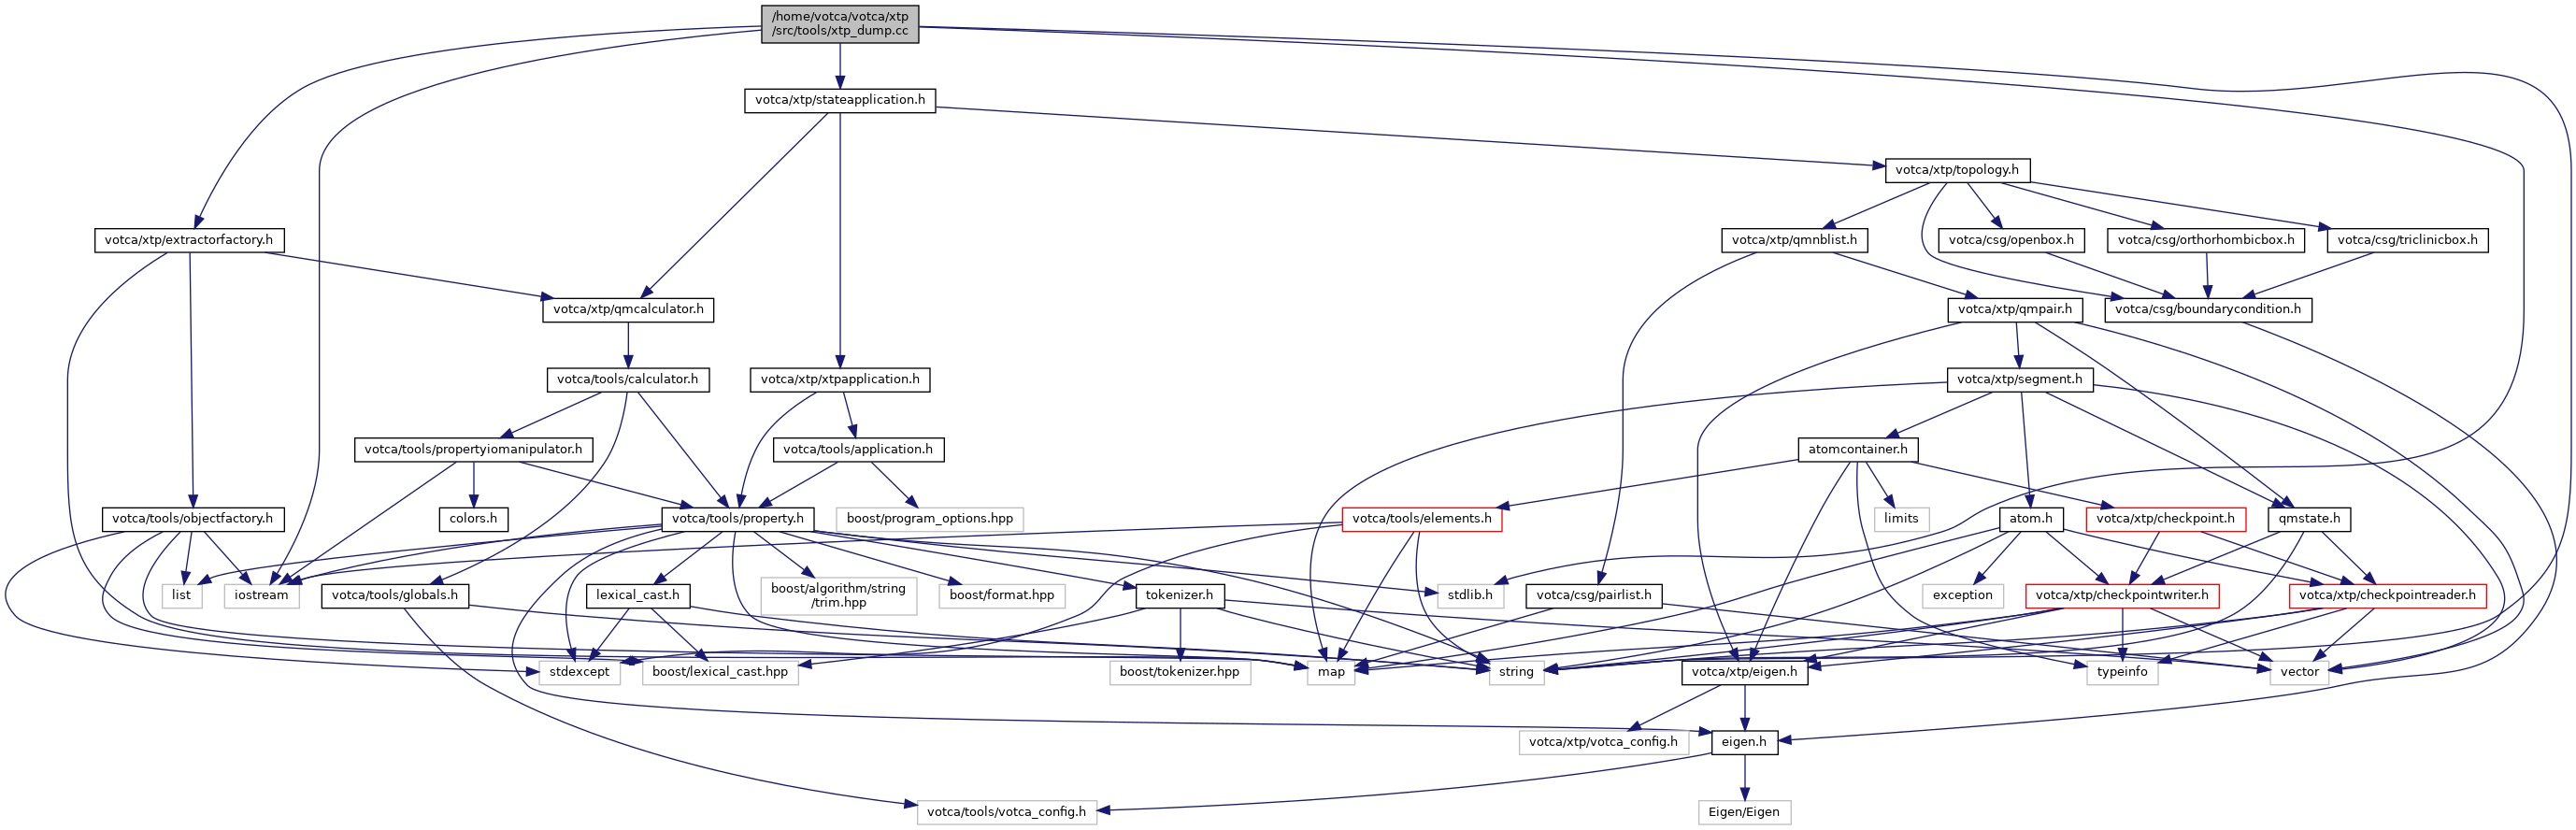 /home/votca/votca/xtp
/src/tools/xtp_dump.cc
votca/xtp/stateapplication.h
votca/xtp/topology.h
votca/xtp/extractorfactory.h
votca/xtp/qmnblist.h
votca/csg/openbox.h
votca/csg/orthorhombicbox.h
votca/csg/triclinicbox.h
votca/xtp/qmcalculator.h
votca/xtp/qmpair.h
votca/csg/boundarycondition.h
votca/tools/calculator.h
votca/xtp/xtpapplication.h
votca/xtp/segment.h
votca/tools/propertyiomanipulator.h
votca/tools/application.h
atomcontainer.h
votca/tools/objectfactory.h
colors.h
votca/tools/property.h
boost/program_options.hpp
votca/tools/elements.h
limits
atom.h
votca/xtp/checkpoint.h
qmstate.h
list
iostream
votca/tools/globals.h
lexical_cast.h
boost/algorithm/string
/trim.hpp
boost/format.hpp
tokenizer.h
stdlib.h
votca/csg/pairlist.h
exception
votca/xtp/checkpointwriter.h
votca/xtp/checkpointreader.h
stdexcept
boost/lexical_cast.hpp
boost/tokenizer.hpp
map
string
votca/xtp/eigen.h
typeinfo
vector
votca/xtp/votca_config.h
eigen.h
votca/tools/votca_config.h
Eigen/Eigen